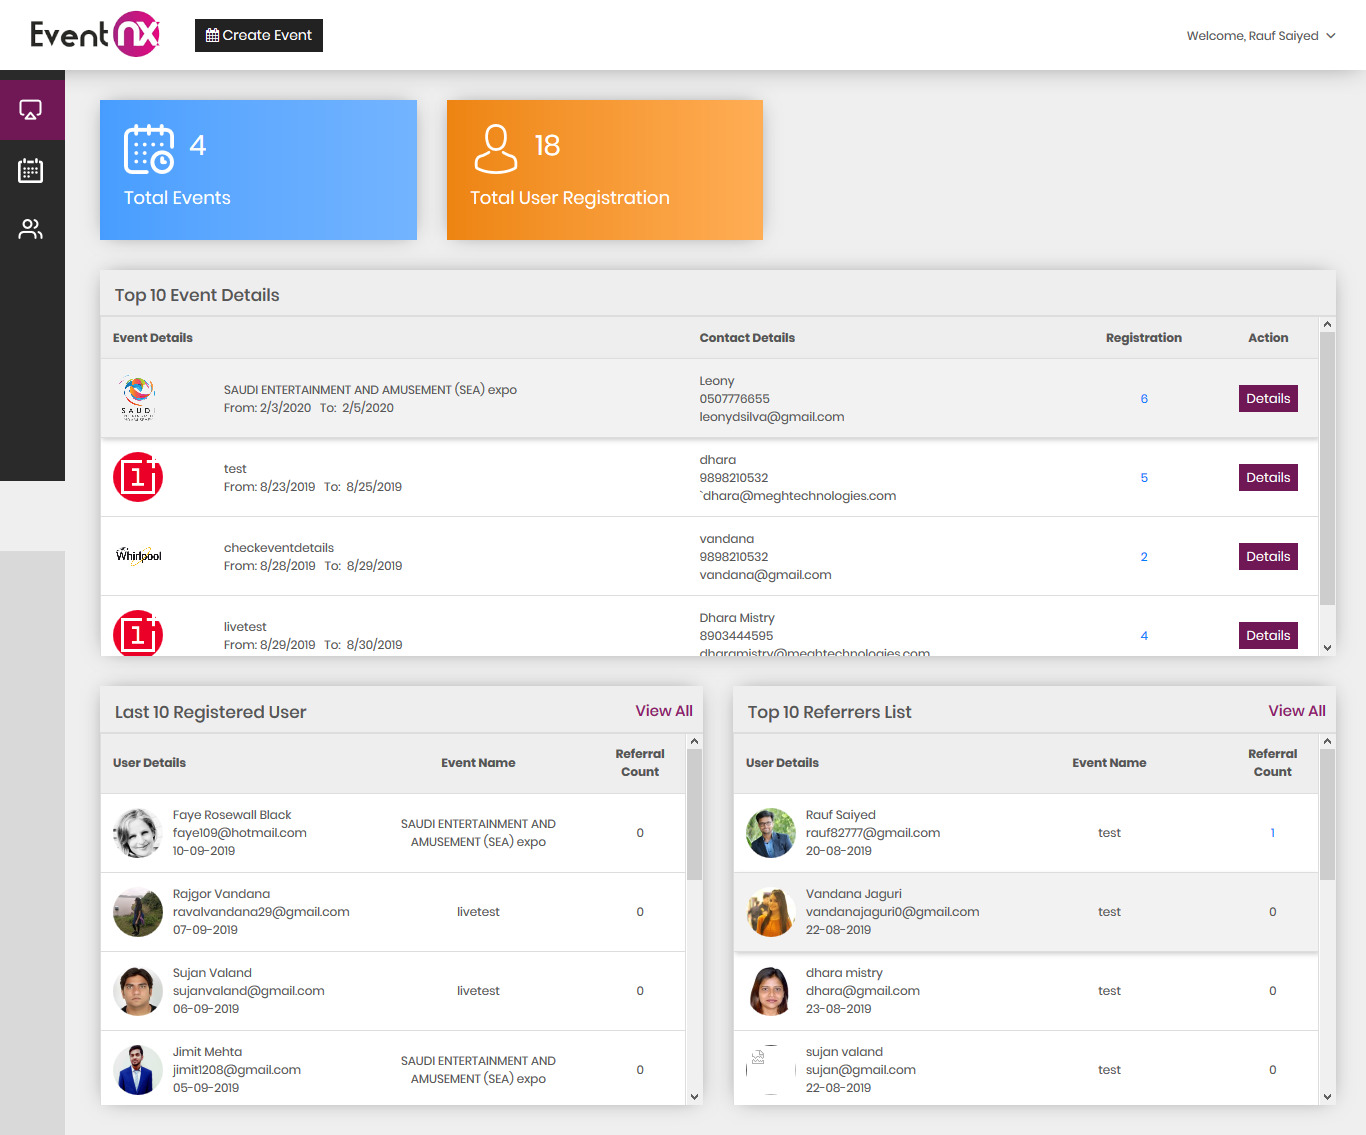 Event nx
Create Event
Welcome, Rauf Saiyed
4
Total Events
18
Total User Registration
Top 10 Event Details
Event Details Contact Details Registration Action
SAUDI
SAUDI ENTERTAINMENT AND AMUSEMENT (SEA) expo
From: 2/3/2020 To: 2/5/2020
Leony
0507776655
leonydsilva@gmail.com
6
Details
1
test
From: 8/23/2019 To: 8/25/2019
dhara
9898210532
`dhara@meghtechnologies.com
5
Details
Whirlpool
checkeventdetails
From: 8/28/2019 To: 8/29/2019
vandana
9898210532
vandana@gmail.com
2
Details
1
livetest
From: 8/29/2019 To: 8/30/2019
Dhara Mistry
8903444595
dharamistry@meghtechnologies.com
4
Details
Last 10 Registered User
View All
User Details Event Name Referral Count
Faye Rosewall Black
faye109@hotmail.com
10-09-2019
SAUDI ENTERTAINMENT AND
AMUSEMENT (SEA) expo
0
Rajgor Vandana
ravalvandana29@gmail.com
07-09-2019
livetest
0
Sujan Valand
sujanvaland@gmail.com
06-09-2019
livetest
0
Jimit Mehta
jimit1208@gmail.com
05-09-2019
SAUDI ENTERTAINMENT AND
AMUSEMENT (SEA) expo
0
Top 10 Referrers List
View All
User Details Event Name Referral Count
Rauf Saiyed
rauf82777@gmail.com
20-08-2019
test
1
Vandana Jaguri
vandanajaguri0@gmail.com
22-08-2019
test
0
dhara mistry
dhara@gmail.com
23-08-2019
test
0
sujan valand
sujan@gmail.com
22-08-2019
test
0